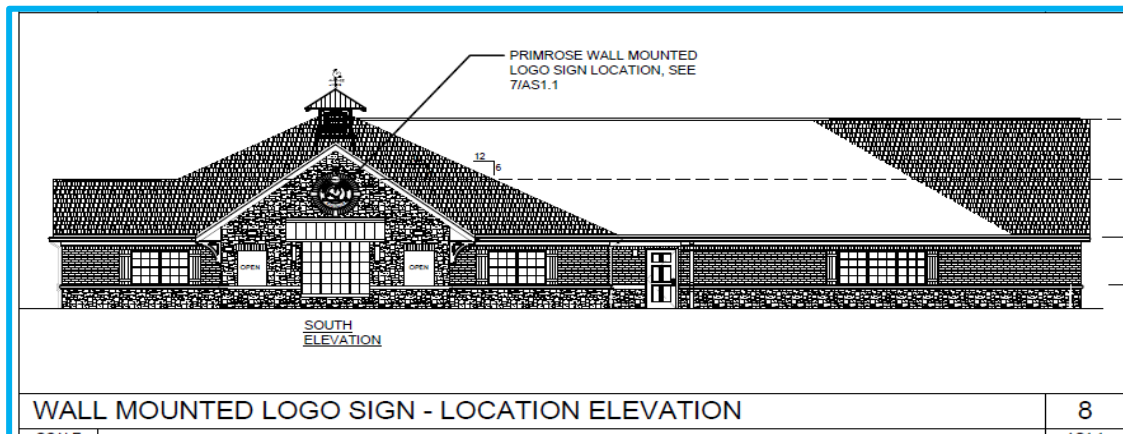 PRIMROSE WALL MOUNTED
LOGO SIGN LOCATION, SEE
7/AS1.1
12
6
OPEN
OPEN
SOUTH
ELEVATION
WALL MOUNTED LOGO SIGN - LOCATION ELEVATION
8